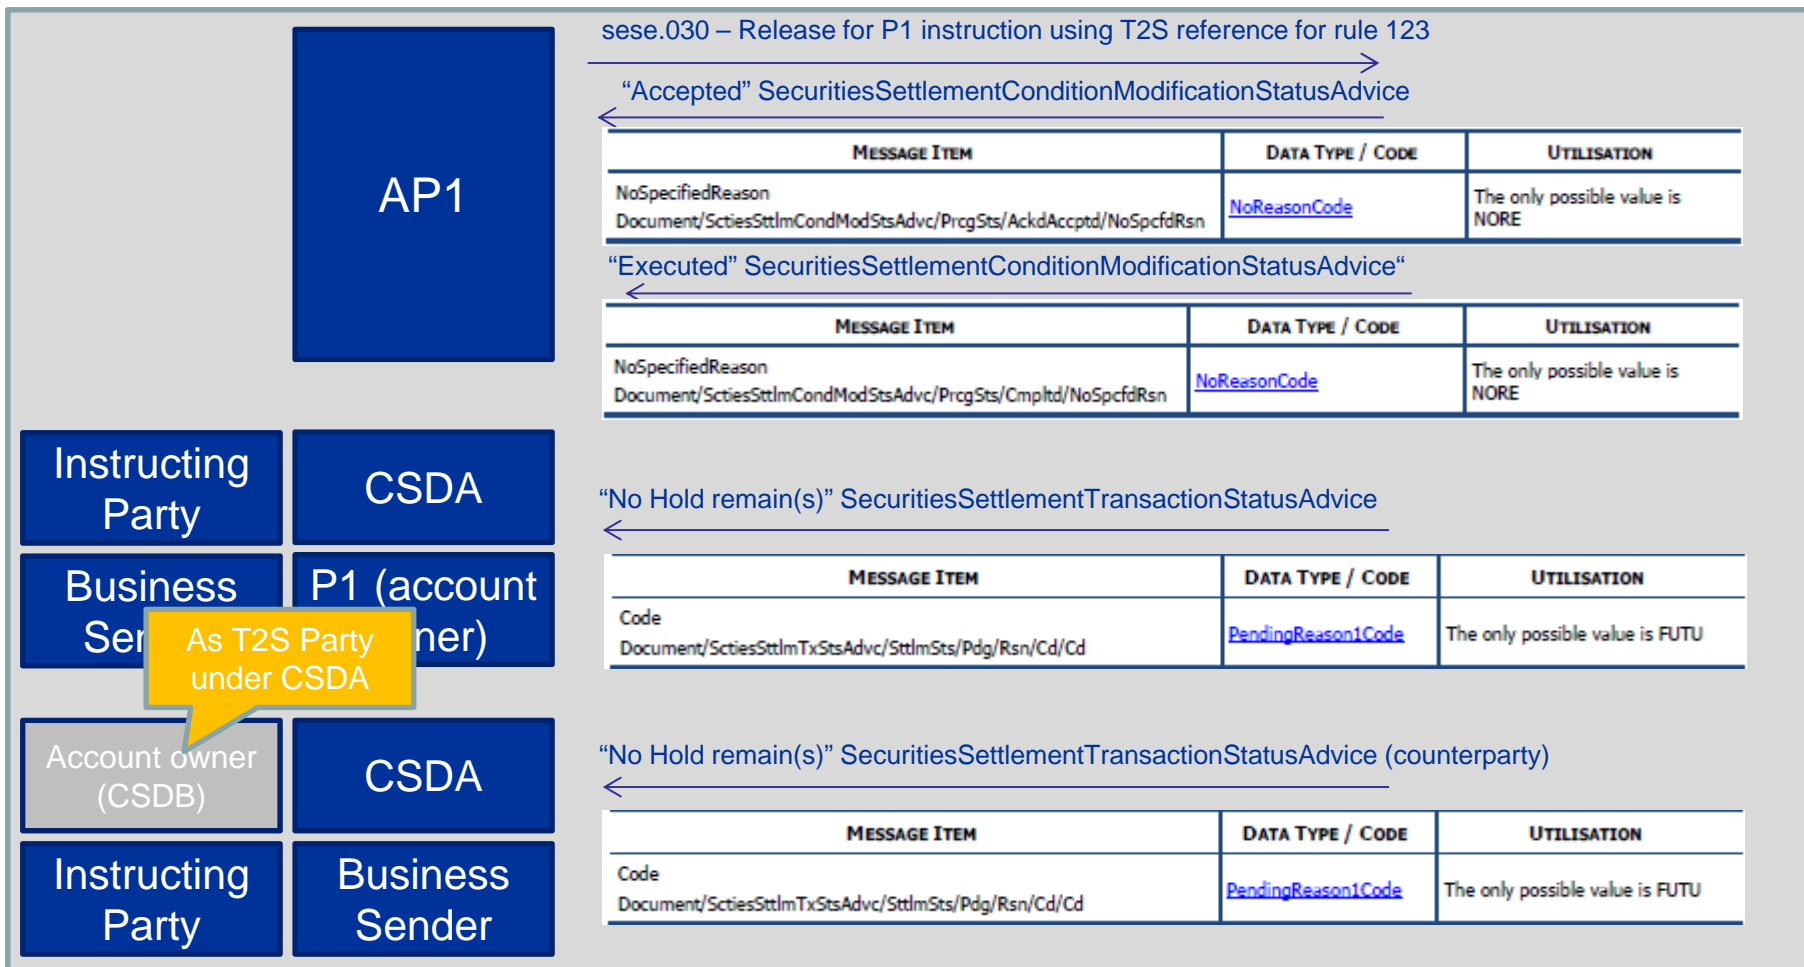 sese.030 – Release for P1 instruction using T2S reference for rule 123
“Accepted” SecuritiesSettlementConditionModificationStatusAdvice
AP1
MESSAGE ITEM DATA TYPE / CODE UTILISATION
NoSpecifiedReason
Document/SctiesSttlmCondModStsAdvc/PrcgSts/AckdAccptd/NoSpcfdRsn
NoReasonCode
The only possible value is
NORE
“Executed” SecuritiesSettlementConditionModificationStatusAdvice“
MESSAGE ITEM DATA TYPE / CODE UTILISATION
NoSpecifiedReason
Document/SctiesSttlmCondModStsAdvc/PrcgSts/Cmpltd/NoSpcfdRsn
NoReasonCode
The only possible value is
NORE
Instructing
Party
CSDA
“No Hold remain(s)” SecuritiesSettlementTransactionStatusAdvice
Business
Ser
P1 (account
ner)
As T2S Party
under CSDA
MESSAGE ITEM DATA TYPE / CODE UTILISATION
Code
Document/SctiesSttlmTxStsAdvc/SttlmSts/Pdg/Rsn/Cd/Cd
PendingReason1Code
The only possible value is FUTU
Account owner
(CSDB)
CSDA
“No Hold remain(s)” SecuritiesSettlementTransactionStatusAdvice (counterparty)
MESSAGE ITEM DATA TYPE / CODE UTILISATION
Code
Document/SctiesSttlmTxStsAdvc/SttlmSts/Pdg/Rsn/Cd/Cd
PendingReason1Code
The only possible value is FUTU
Instructing
Party
Business
Sender